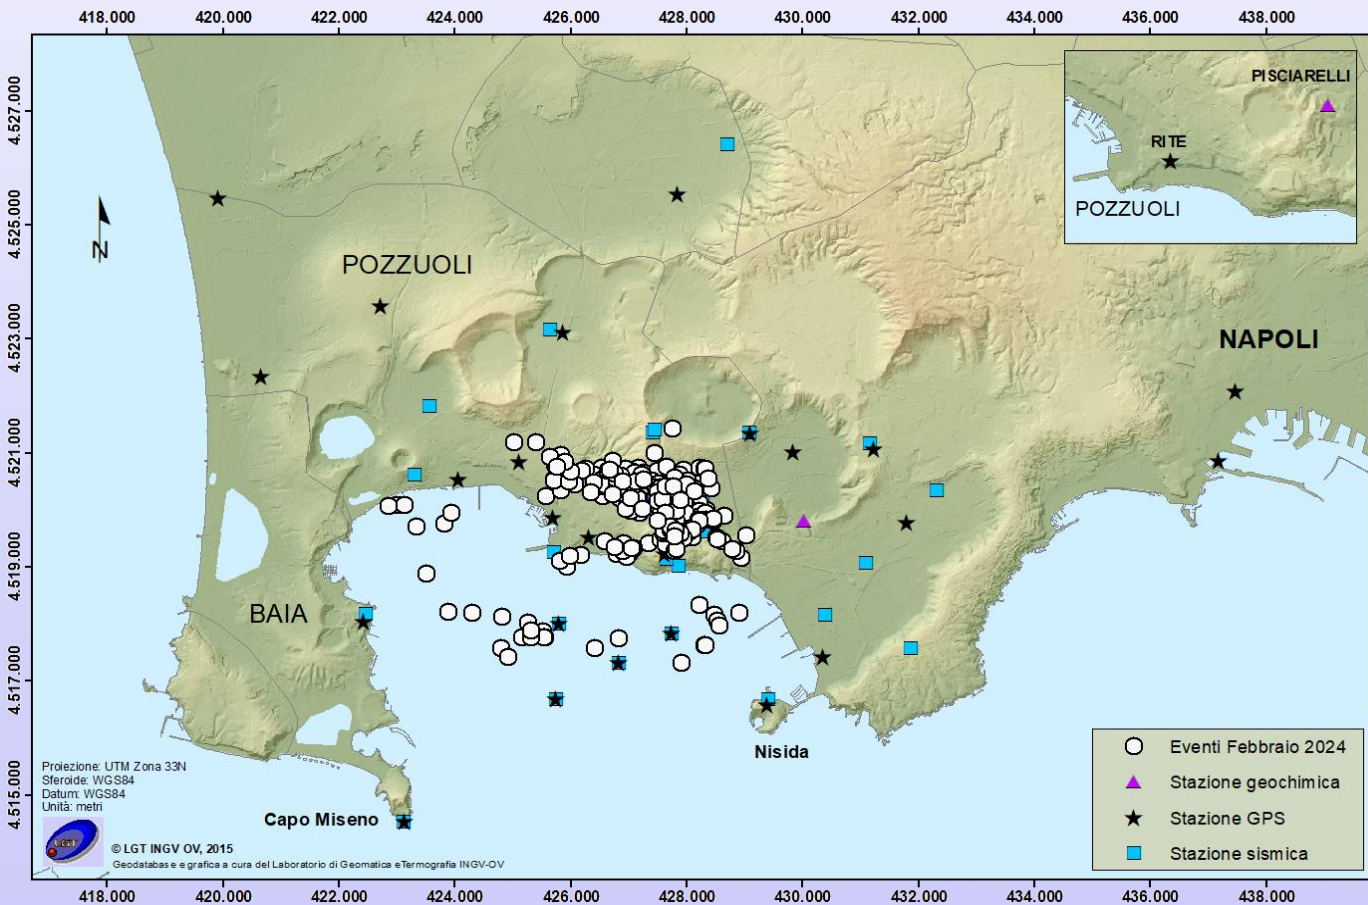 418.000 420.000 422.000 424.000 426.000 428.000 430.000 432.000 434.000 436.000 438.000
4.527.000
4.525.000
4.523.000
4.521.000
4.519.000
4.517.000
4.515.000
PISCIARELLI
RITE
POZZUOLI
N
POZZUOLI
NAPOLI
BAIA
Nisida
Capo Miseno
Proiezione: UTM Zona 33N
Sferoide: WGS84
Datum: WGS84
Unità: metri
LGT
© LGT INGV OV, 2015
Geodatabase e grafica a cura del Laboratorio di Geomatica e Termografia INGV-OV
Eventi Febbraio 2024
Stazione geochimica
Stazione GPS
Stazione sismica
418.000 420.000 422.000 424.000 426.000 428.000 430.000 432.000 434.000 436.000 438.000